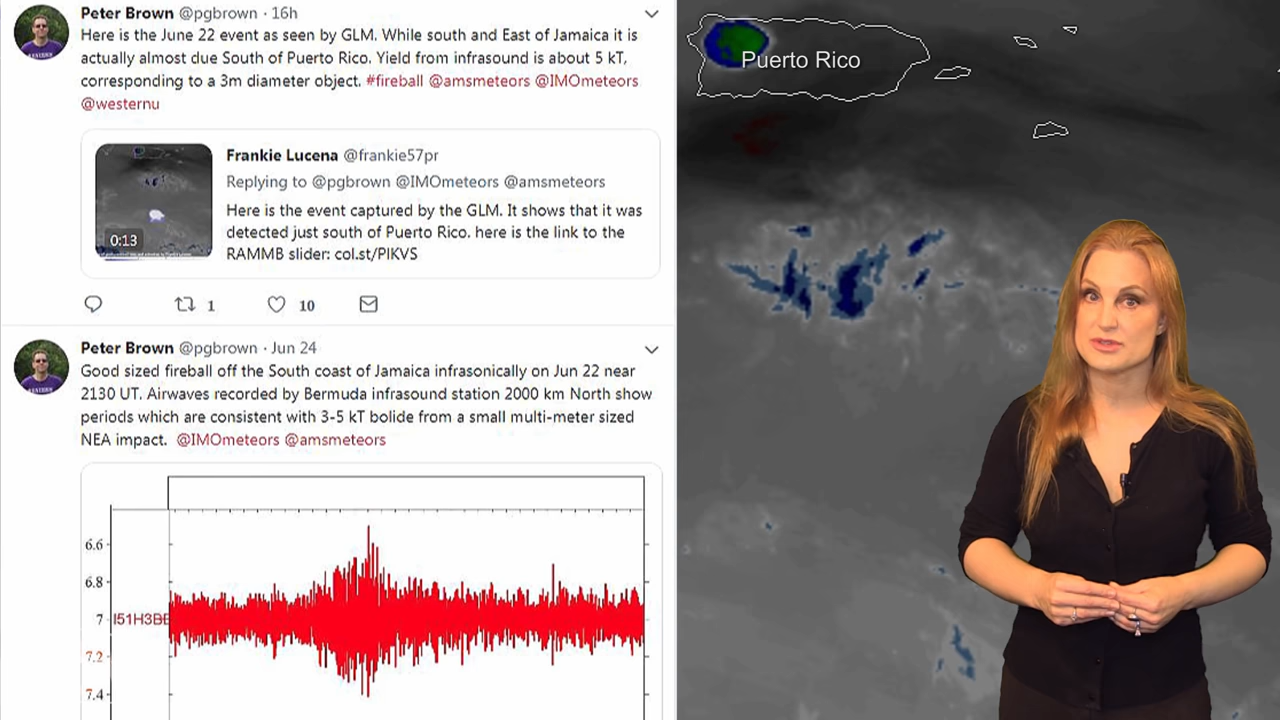 Peter Brown @pgbrown · 16h
Here is the June 22 event as seen by GLM. While south and East of Jamaica it is
actually almost due South of Puerto Rico. Yield from infrasound is about 5 kT,
corresponding to a 3m diameter object. #fireball @amsmeteors @IMOmeteors
@westernu
Frankie Lucena @frankie57pr
Replying to @pgbrown @IMOmeteors @amsmeteors
Here is the event captured by the GLM. It shows that it was
detected just south of Puerto Rico. here is the link to the
RAMMB slider: col.st/PIKVS
0:13
1
10
Peter Brown @pgbrown · Jun 24
Good sized fireball off the South coast of Jamaica infrasonically on Jun 22 near
2130 UT. Airwaves recorded by Bermuda infrasound station 2000 km North show
periods which are consistent with 3-5 kT bolide from a small multi-meter sized
NEA impact. @IMOmeteors @amsmeteors
6.6
6.8
7
I51H3BD
7.2
7.4
Puerto Rico